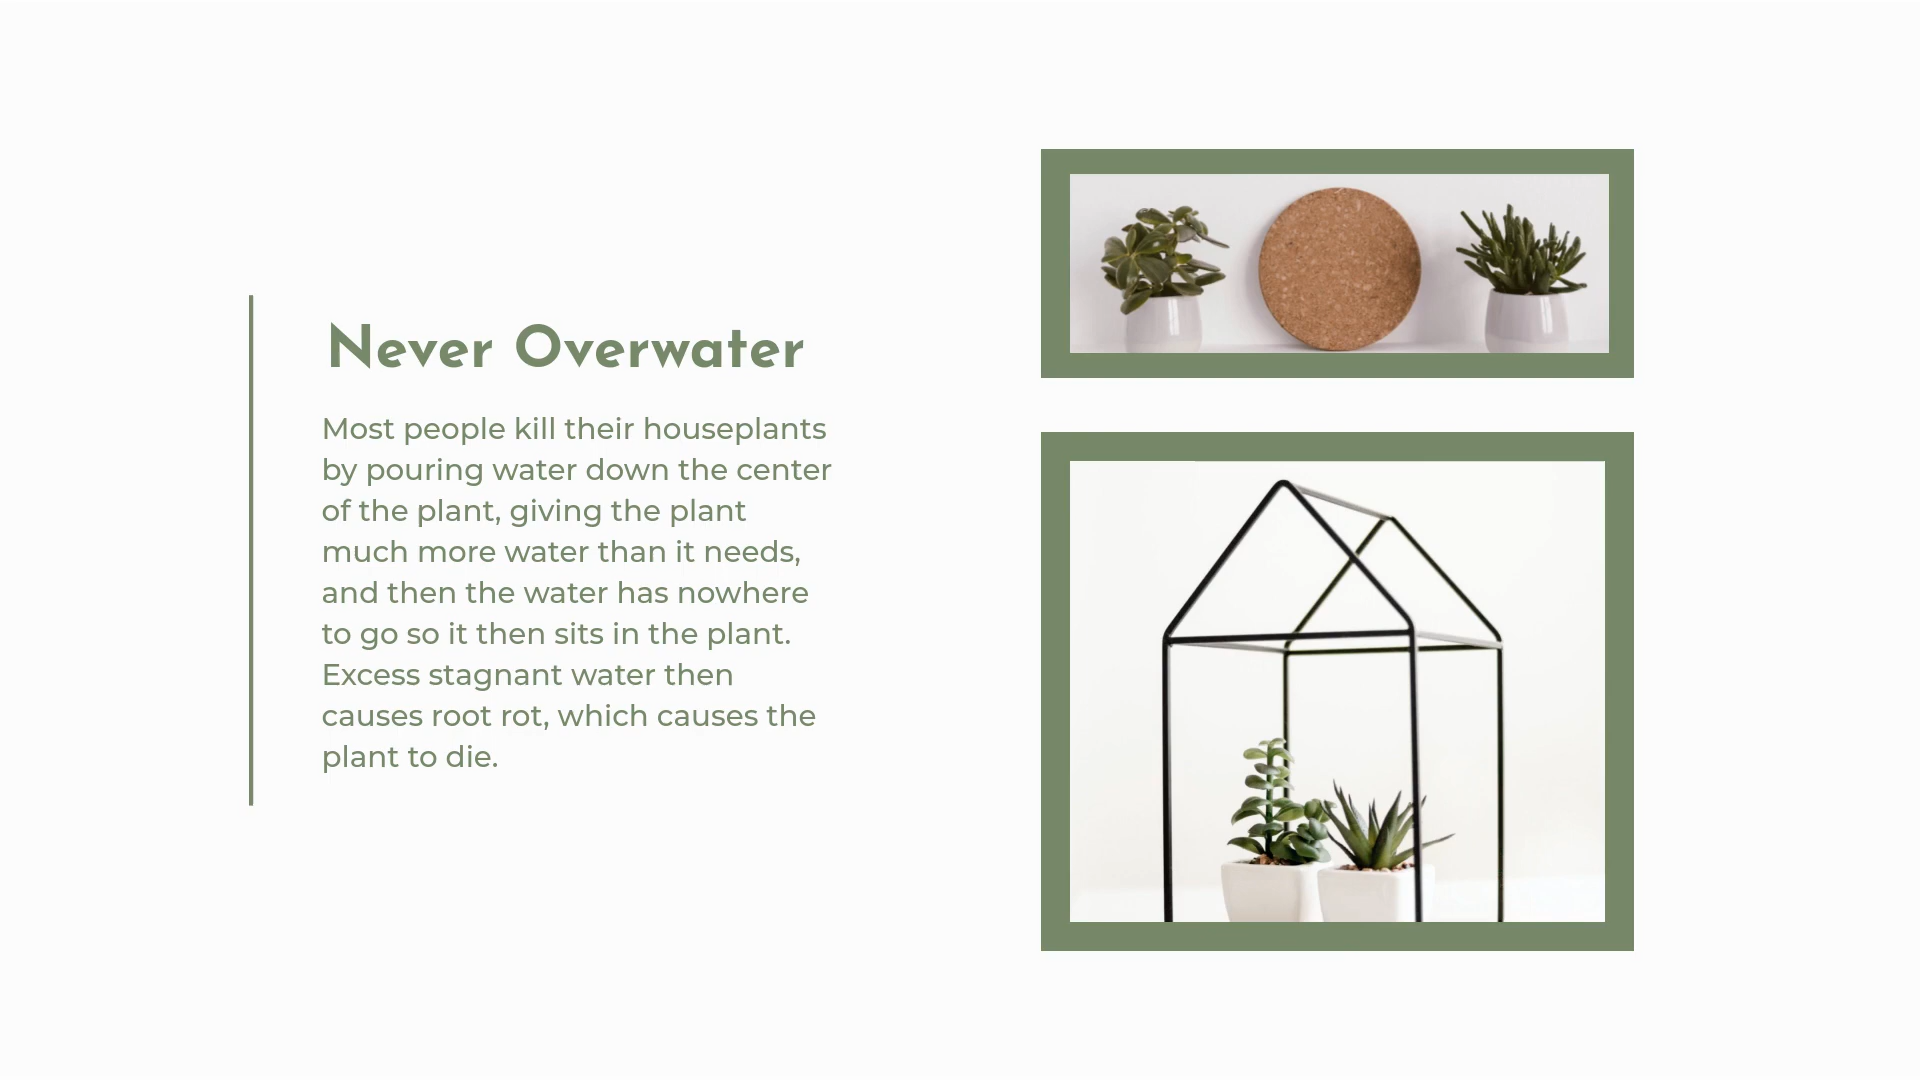 Never Overwater
Most people kill their houseplants
by pouring water down the center
of the plant, giving the plant
much more water than it needs,
and then the water has nowhere
to go so it then sits in the plant.
Excess stagnant water then
causes root rot, which causes the
plant to die.